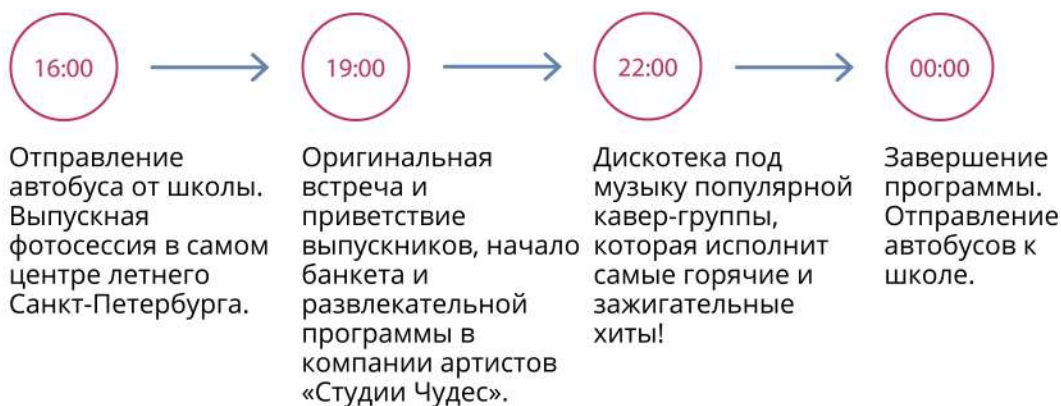 16:00
Отправление
автобуса от школы.
Выпускная
фотосессия в самом
центре летнего
Санкт-Петербурга.
19:00
Оригинальная
встреча и
приветствие
выпускников, начало
банкета и
развлекательной
программы в
компании артистов
«Студии Чудес».
22:00
Дискотека под
музыку популярной
кавер-группы,
которая исполнит
самые горячие и
зажигательные
хиты!
00:00
Завершение
программы.
Отправление
автобусов к
школе.